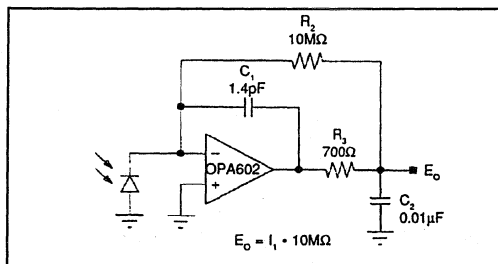 R2
10MΩ
C1
1.4pF
OPA602
R3
700Ω
Eo
C2
0.01μF
Eo = I1 • 10MΩ